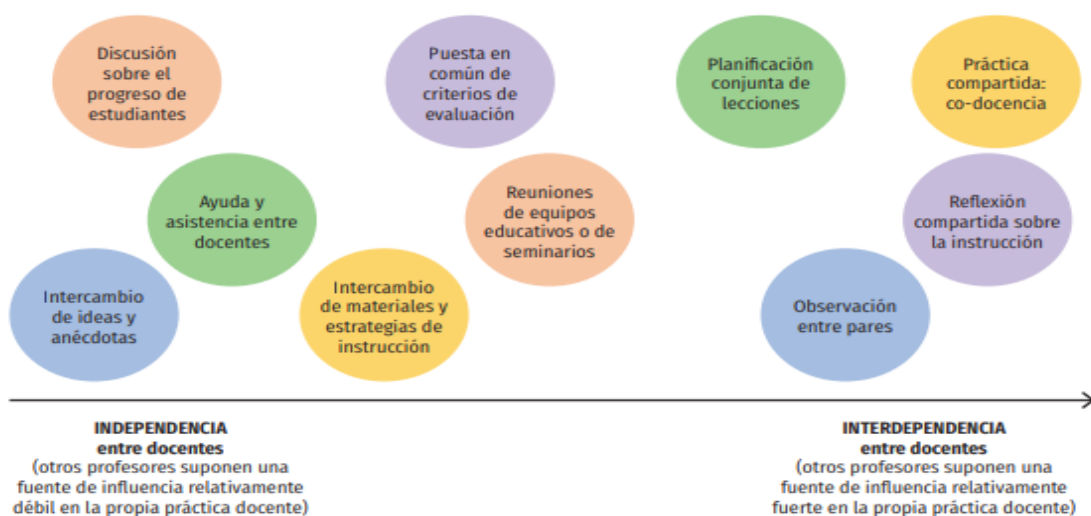 Discusión
sobre el
progreso de
estudiantes
Puesta en
común de
criterios de
evaluación
Planificación
conjunta de
lecciones
Práctica
compartida:
co-docencia
Ayuda y
asistencia entre
docentes
Reuniones
de equipos
educativos o de
seminarios
Reflexión
compartida sobre
la instrucción
Intercambio
de ideas y
anécdotas
Intercambio
de materiales y
estrategias de
instrucción
Observación
entre pares
INDEPENDENCIA
entre docentes
(otros profesores suponen una
fuente de influencia relativamente
débil en la propia práctica docente)
INTERDEPENDENCIA
entre docentes
(otros profesores suponen una
fuente de influencia relativamente
fuerte en la propia práctica docente)